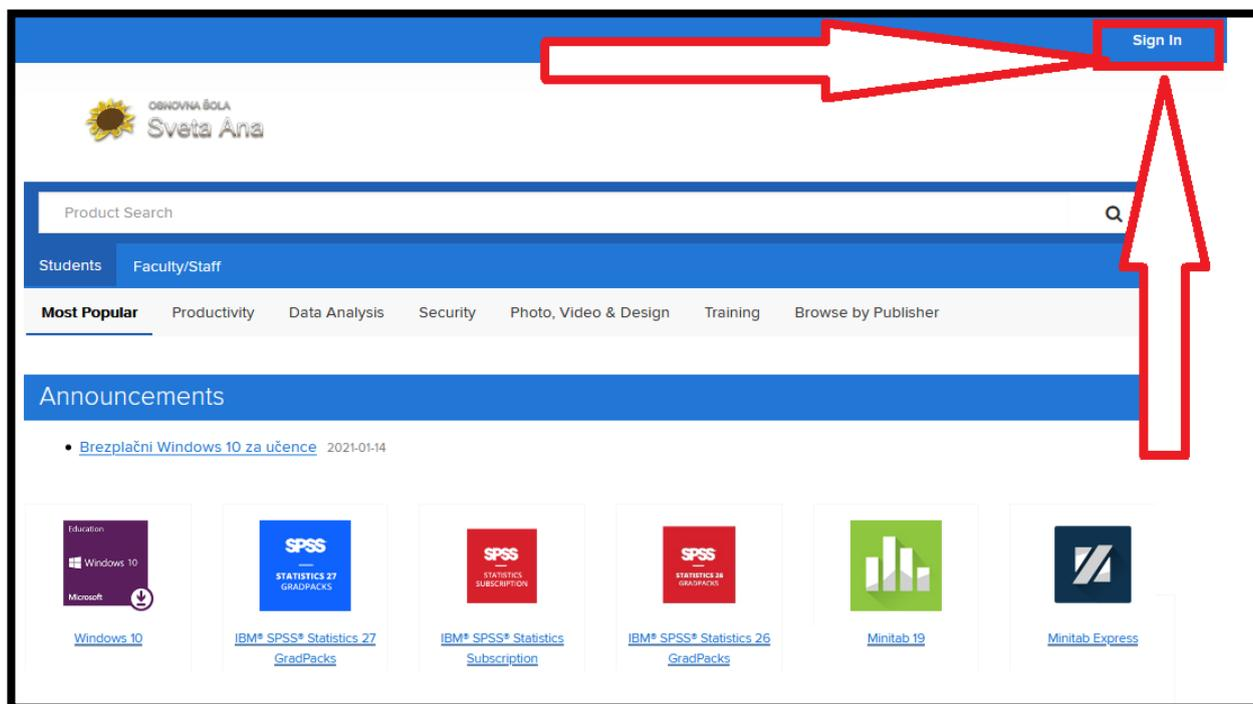 Sign In
OSNOVNA ŠOLA
Sveta Ana
Product Search
Students Faculty/Staff
Most Popular Productivity Data Analysis Security Photo, Video & Design Training Browse by Publisher
Announcements
• Brezplačni Windows 10 za učence 2021-01-14
Education
Windows 10
Microsoft
SPSS
STATISTICS 27
GRADPACKS
SPSS
STATISTICS
SUBSCRIPTION
SPSS
STATISTICS 26
GRADPACKS
Windows 10
IBM® SPSS® Statistics 27
GradPacks
IBM® SPSS® Statistics
Subscription
IBM® SPSS® Statistics 26
GradPacks
Minitab 19
Minitab Express